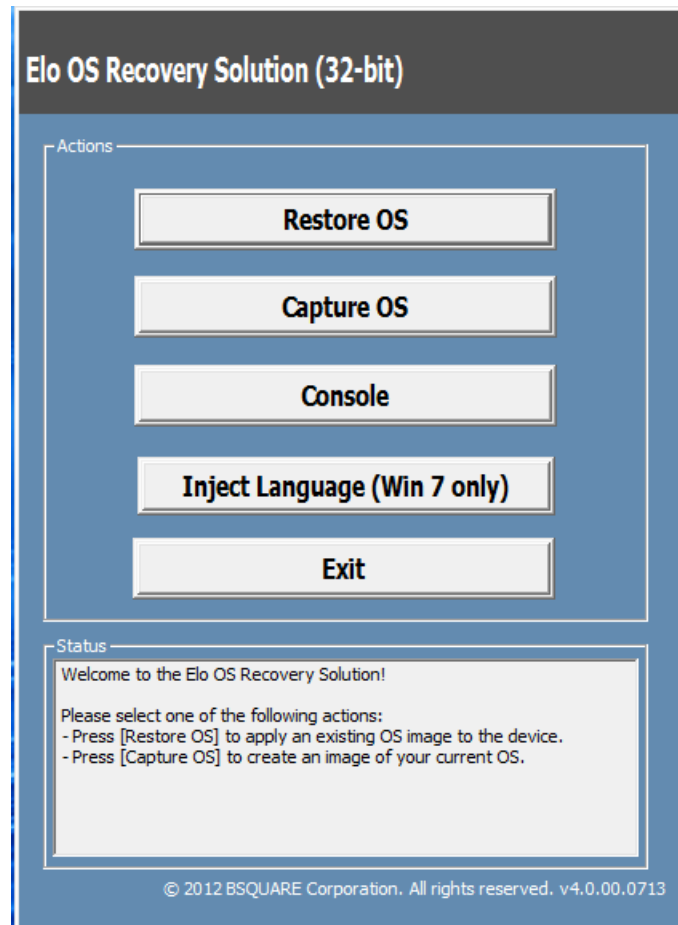 Elo OS Recovery Solution (32-bit)
Actions
Restore OS
Capture OS
Console
Inject Language (Win 7 only)
Exit
Status
Welcome to the Elo OS Recovery Solution!
Please select one of the following actions:
- Press [Restore OS] to apply an existing OS image to the device.
- Press [Capture OS] to create an image of your current OS.
© 2012 BSQUARE Corporation. All rights reserved. v4.0.00.0713